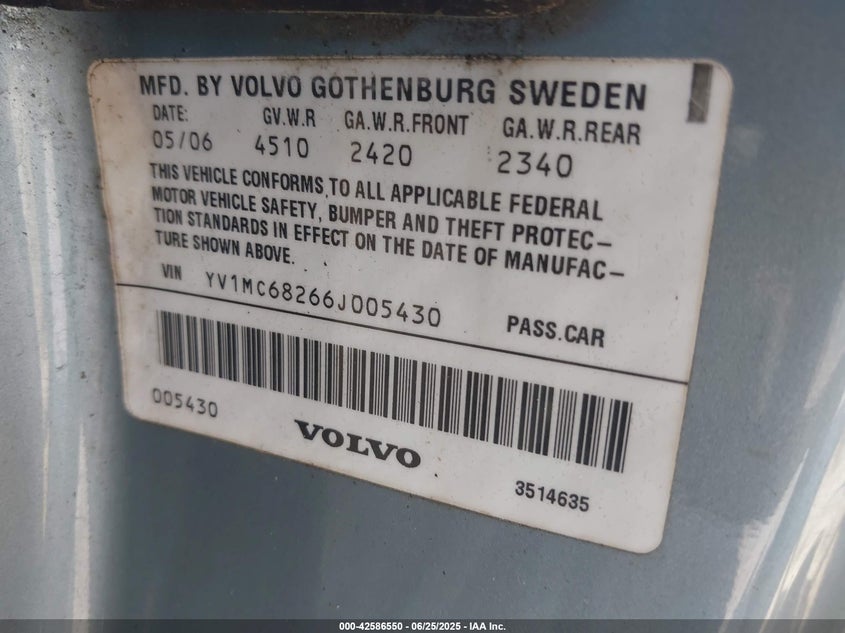 MFD. BY VOLVO GOTHENBURG SWEDEN
DATE: GV.W.R GA.W.R.FRONT GA.W.R.REAR
05/06 4510 2420 2340
THIS VEHICLE CONFORMS TO ALL APPLICABLE FEDERAL
MOTOR VEHICLE SAFETY, BUMPER AND THEFT PROTEC-
TION STANDARDS IN EFFECT ON THE DATE OF MANUFAC-
TURE SHOWN ABOVE.
VIN YV1MC68266J005430 PASS.CAR
005430
VOLVO
3514635
000-42586550 - 06/25/2025 - IAA Inc.